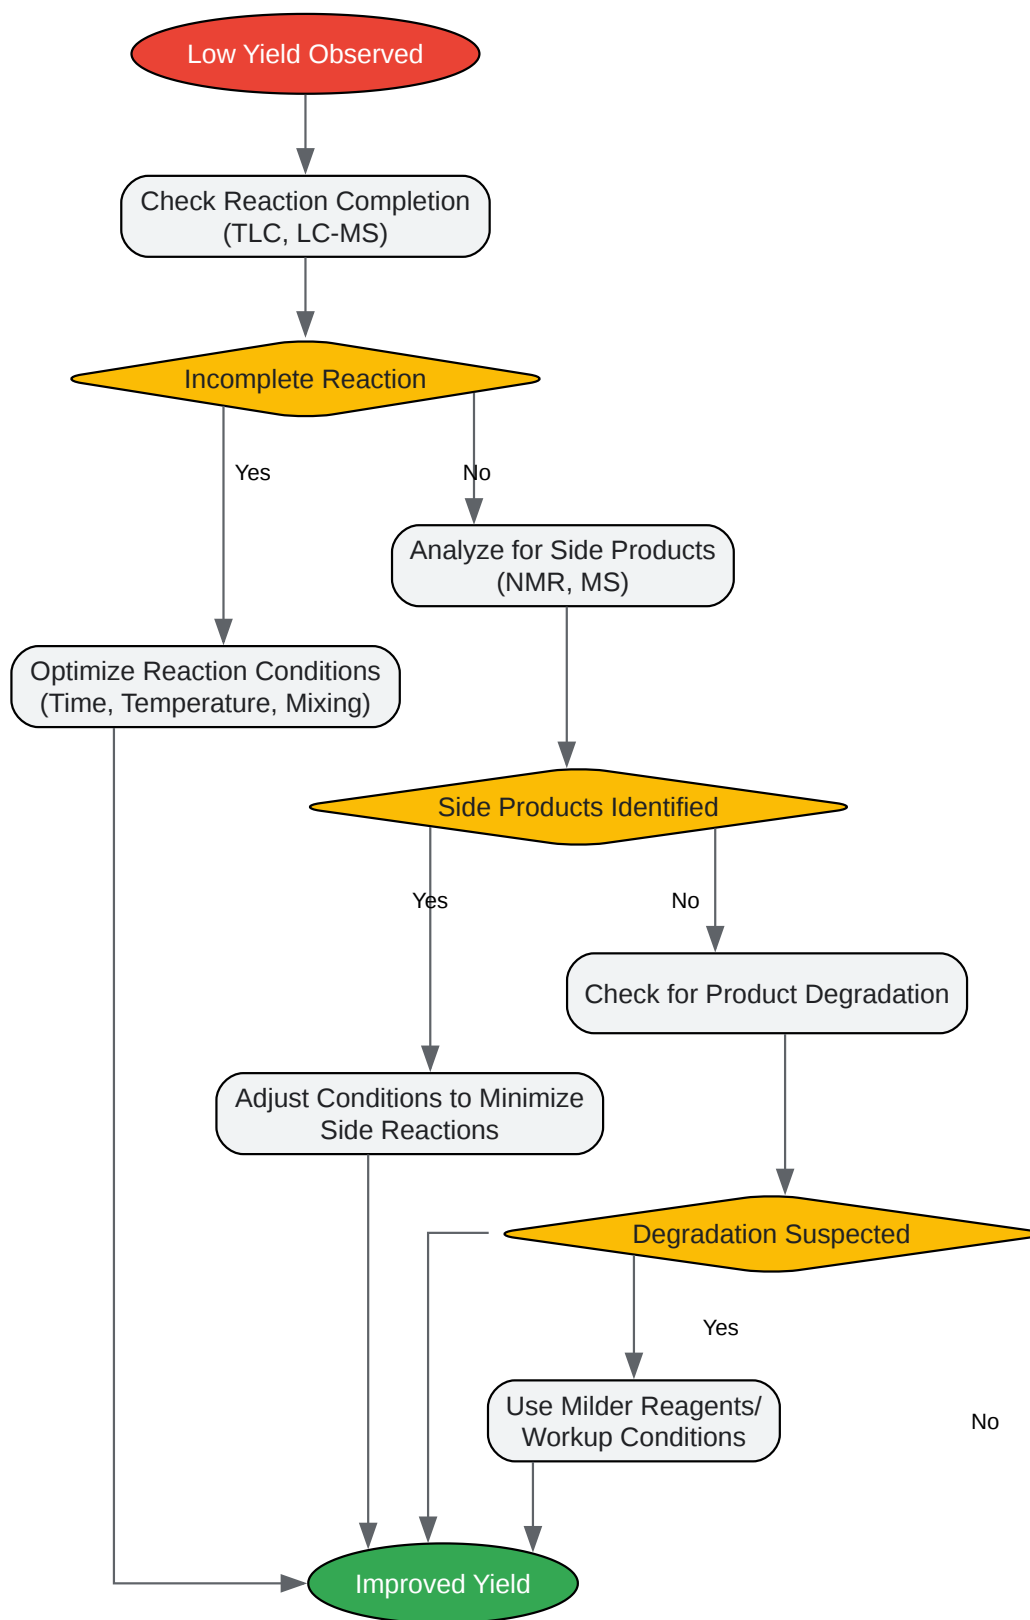 Low Yield Observed
Check Reaction Completion
(TLC, LC-MS)
Incomplete Reaction
Yes
No
Analyze for Side Products
(NMR, MS)
Optimize Reaction Conditions
(Time, Temperature, Mixing)
Side Products Identified
Yes
No
Check for Product Degradation
Adjust Conditions to Minimize
Side Reactions
Degradation Suspected
Yes
Use Milder Reagents/
Workup Conditions
No
Improved Yield